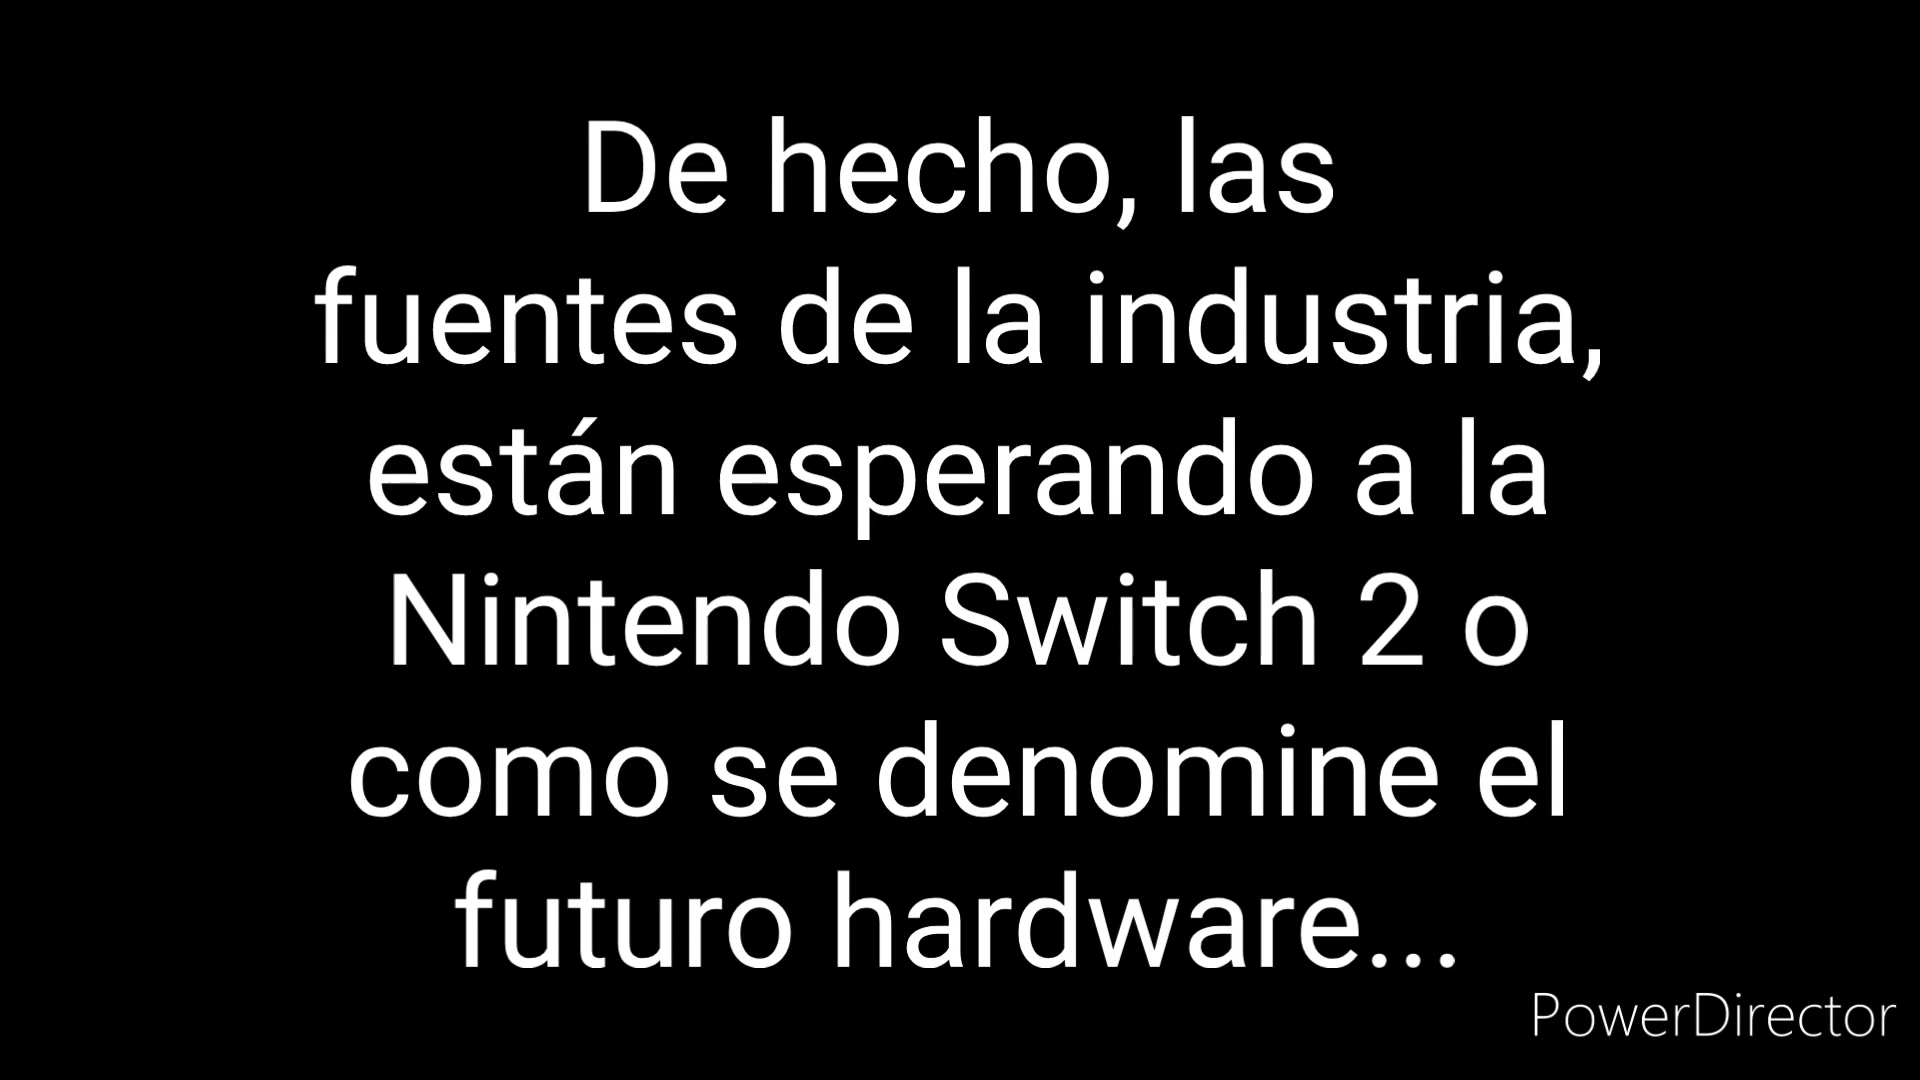 De hecho, las
fuentes de la industria,
están esperando a la
Nintendo Switch 2 o
como se denomine el
futuro hardware...
PowerDirector